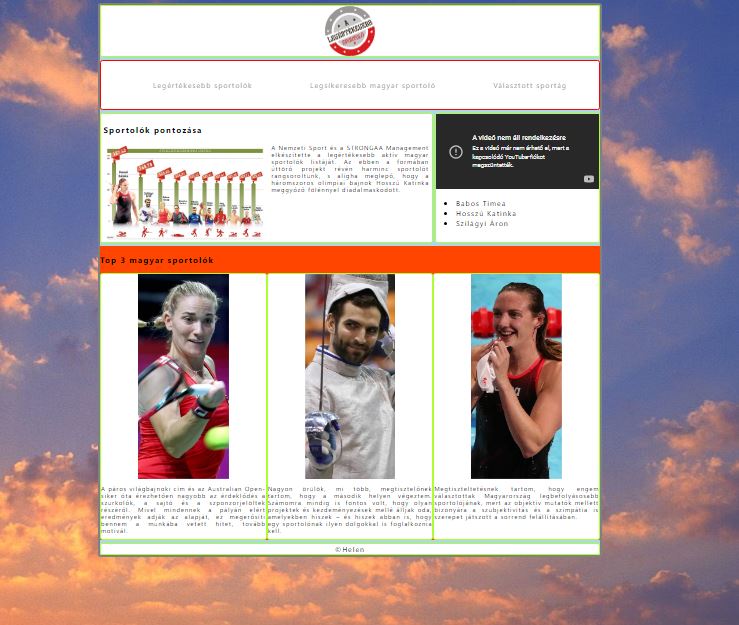 A
LEGÉRTÉKESEBB
Legértékesebb sportolók
Legsikeresebb magyar sportoló
Választott sportág
Sportolók pontozása
A Nemzeti Sport és a STRONGAA Management
elkészítette a legértékesebb aktív magyar
sportolók listáját. Az ebben a formában
úttörő projekt révén harminc sportolót
rangsoroltunk, s aligha meglepő, hogy a
háromszoros olimpiai bajnok Hosszú Katinka
meggyőző fölénnyel diadalmaskodott.
A videó nem áll rendelkezésre
Ez a videó már nem érhető el, mert a
kapcsolódó YouTube-fiókot
megszüntették.
Babos Tímea
Hosszú Katinka
Szilágyi Áron
Top 3 magyar sportolók
A páros világbajnoki cím és az Australian Open-
siker óta érezhetően nagyobb az érdeklődés a
szurkolók, a sajtó és a szponzorjelöltek
részéről. Mivel mindennek a pályán elért
eredmények adják az alapját, ez megerősíti
bennem a munkába vetett hitet, tovább
motivál.
Nagyon örülök, mi több, megtisztelőnek
tartom, hogy a második helyen végeztem.
Számomra mindig is fontos volt, hogy olyan
projektek és kezdeményezések mellé álljak oda,
amelyekben hiszek – és hiszek abban is, hogy
egy sportolónak ilyen dolgokkal is foglalkoznia
kell.
Megtiszteltetésnek tartom, hogy engem
választottak Magyarország legbefolyásosabb
sportolójának, mert az objektív mutatók mellett
bizonyára a szubjektivitás és a szimpátia is
szerepet játszott a sorrend felállításában.
©Helen